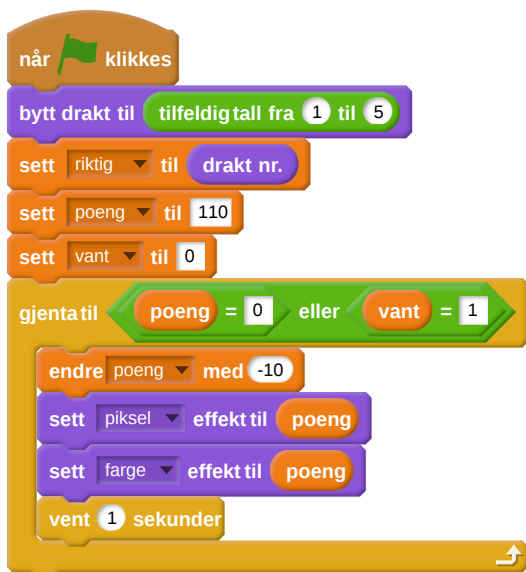 når klikkes
bytt drakt til tilfeldig tall fra 1 til 5
sett riktig til drakt nr.
sett poeng til 110
sett vant til 0
gjenta til poeng = 0 eller vant = 1
endre poeng med -10
sett piksel effekt til poeng
sett farge effekt til poeng
vent 1 sekunder